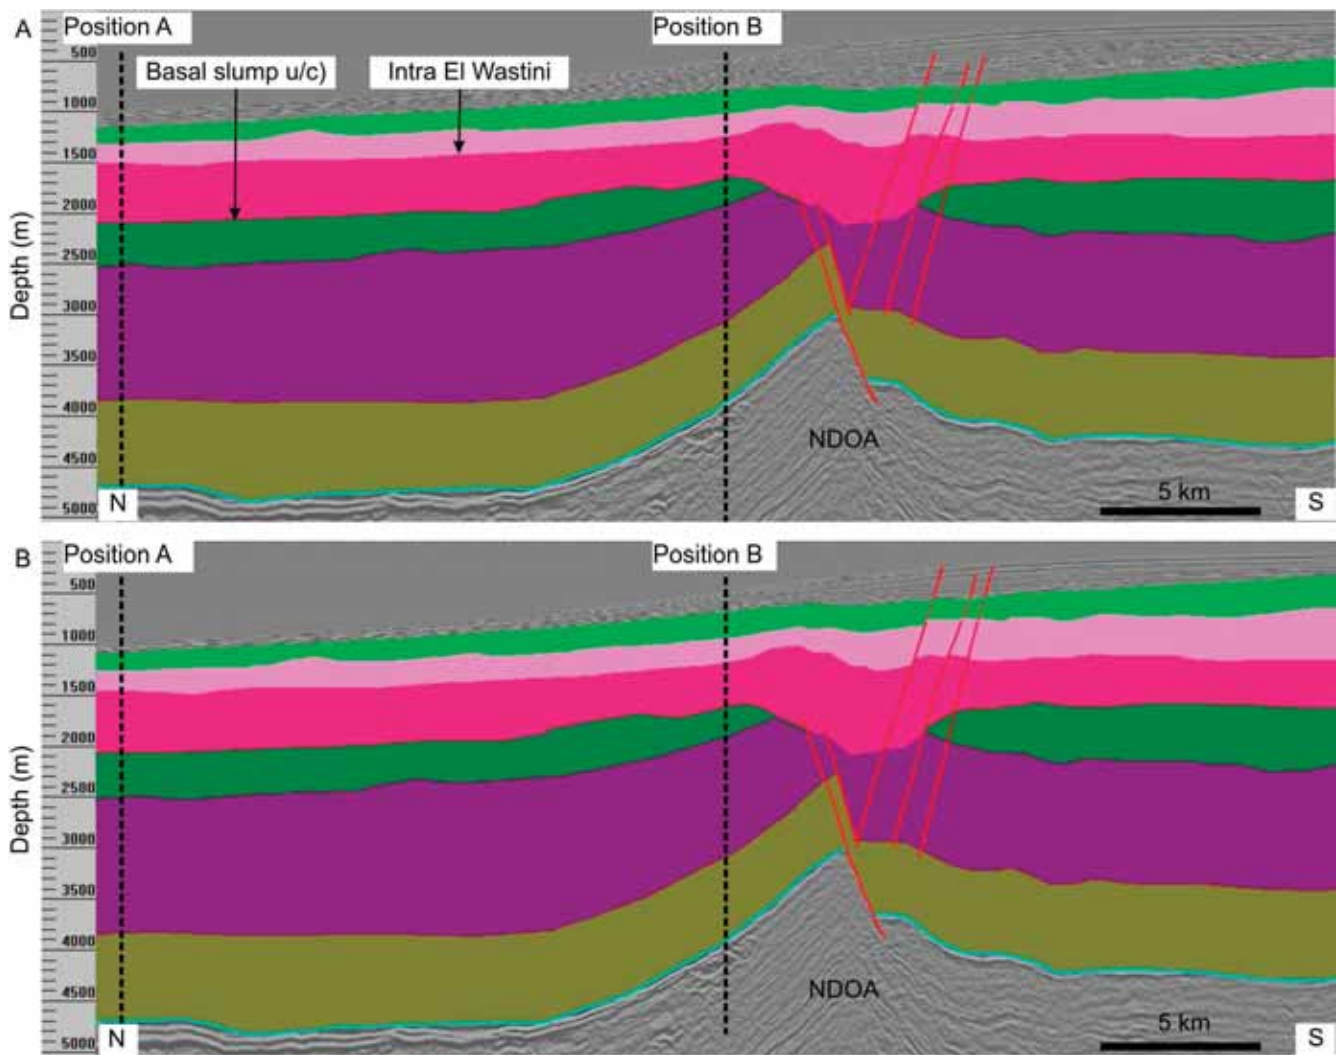 A
Position A
Position B
Basal slump u/c)
Intra El Wastini
500
1000
1500
2000
2500
3000
3500
4000
4500
5000
Depth (m)
NDOA
N
5 km
S
B
Position A
Position B
500
1000
1500
2000
2500
3000
3500
4000
4500
5000
Depth (m)
NDOA
N
5 km
S